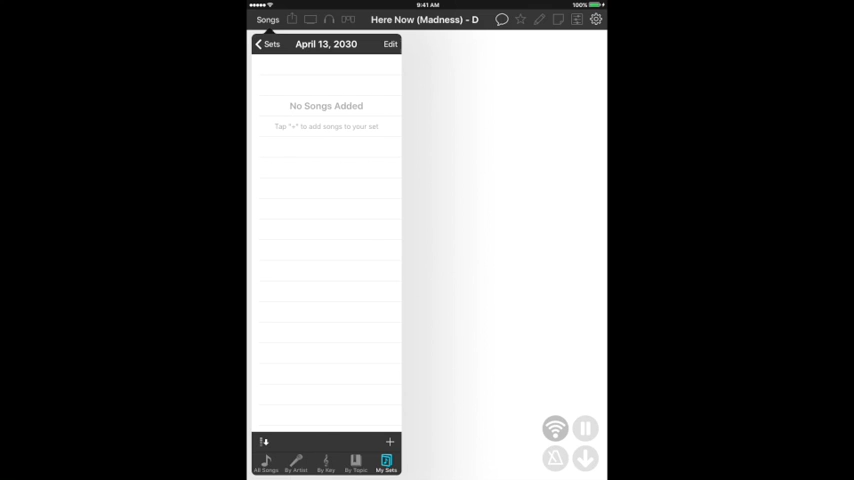 9:41 AM 100%
Songs Here Now (Madness) - D
Sets April 13, 2030 Edit
No Songs Added
Tap "+" to add songs to your set
+
All Songs By Artist By Key By Topic My Sets